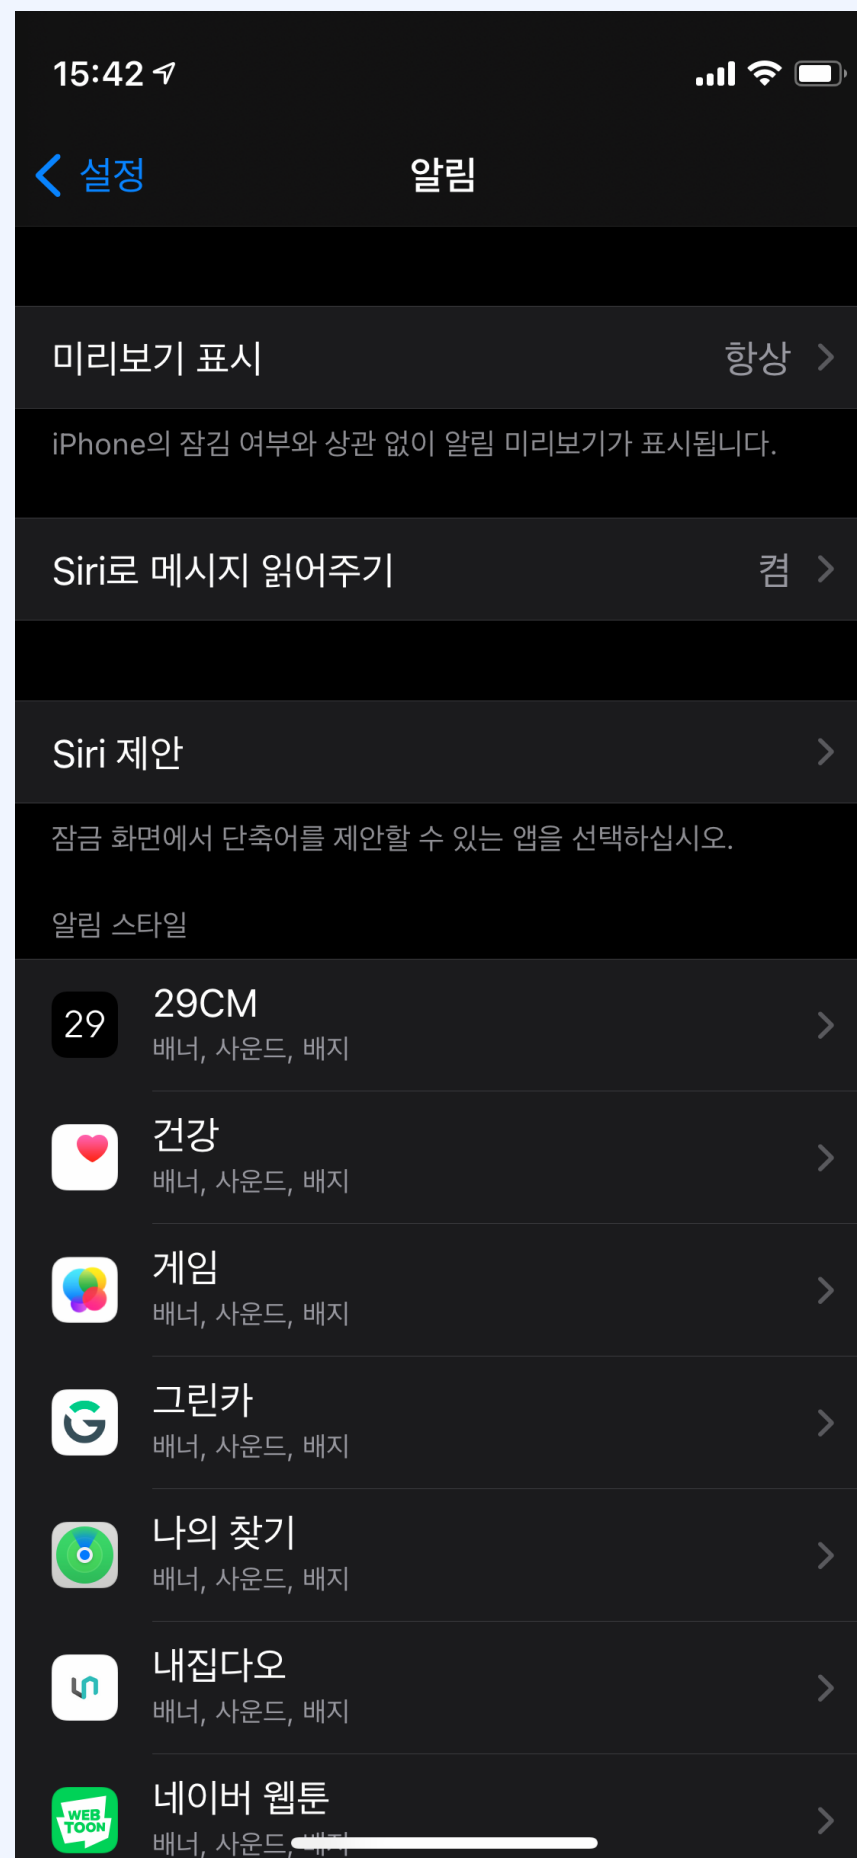 15:42
설정
알림
미리보기 표시 항상
iPhone의 잠김 여부와 상관 없이 알림 미리보기가 표시됩니다.
Siri로 메시지 읽어주기 켬
Siri 제안
잠금 화면에서 단축어를 제안할 수 있는 앱을 선택하십시오.
알림 스타일
29
29CM
배너, 사운드, 배지
건강
배너, 사운드, 배지
게임
배너, 사운드, 배지
그린카
배너, 사운드, 배지
나의 찾기
배너, 사운드, 배지
내집다오
배너, 사운드, 배지
WEB
TOON
네이버 웹툰
배너, 사운드, 배지